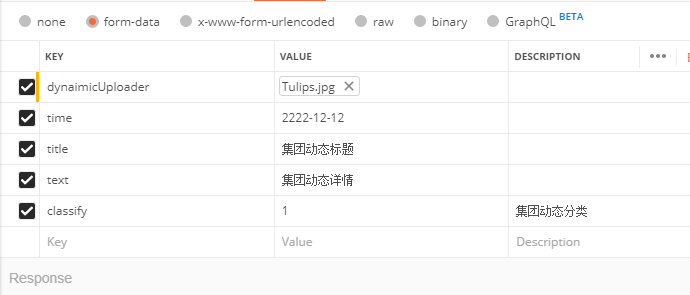 none form-data x-www-form-urlencoded raw binary GraphQL BETA
KEY VALUE DESCRIPTION •••
dynaimicUploader Tulips.jpg ✕
time 2222-12-12
title 集团动态标题
text 集团动态详情
classify 1 集团动态分类
Key Value Description
Response